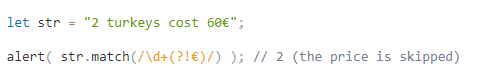 let str = "2 turkeys cost 60€";
alert( str.match(/\d+(?!€)/) ); // 2 (the price is skipped)